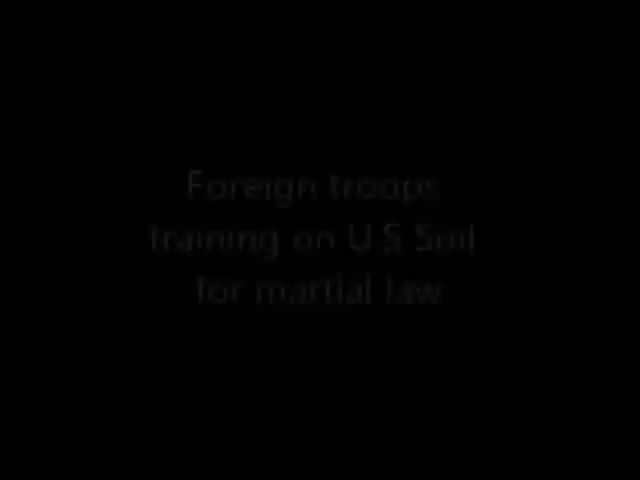 Foreign troops
training on U S Soil
for martial law